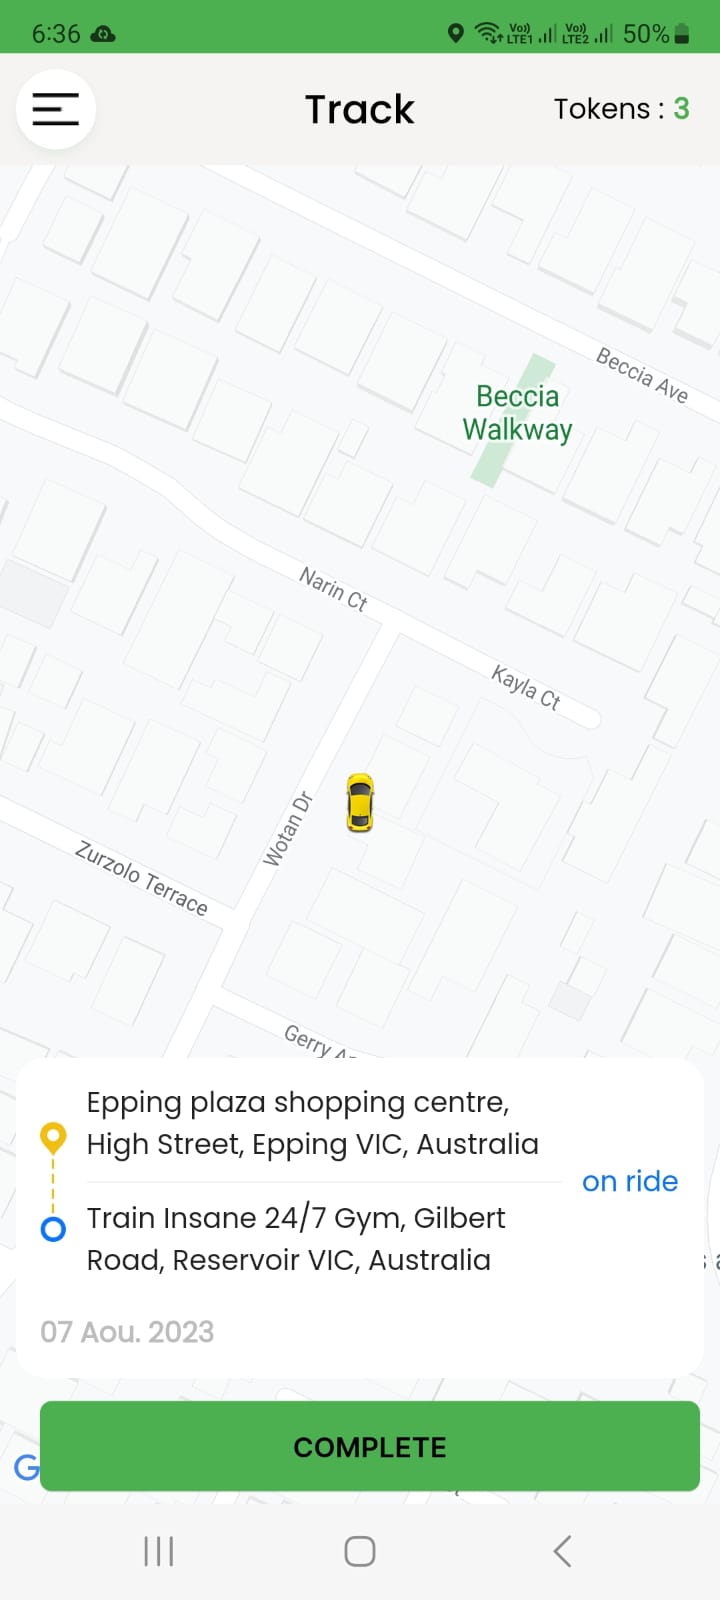 6:36
Vo)) LTE1 Vo)) LTE2 50%
Track
Tokens : 3
Beccia Ave
Beccia
Walkway
Narin Ct
Kayla Ct
Wotan Dr
Zurzolo Terrace
Gerry
Epping plaza shopping centre,
High Street, Epping VIC, Australia
on ride
Train Insane 24/7 Gym, Gilbert
Road, Reservoir VIC, Australia
07 Aou. 2023
COMPLETE
G